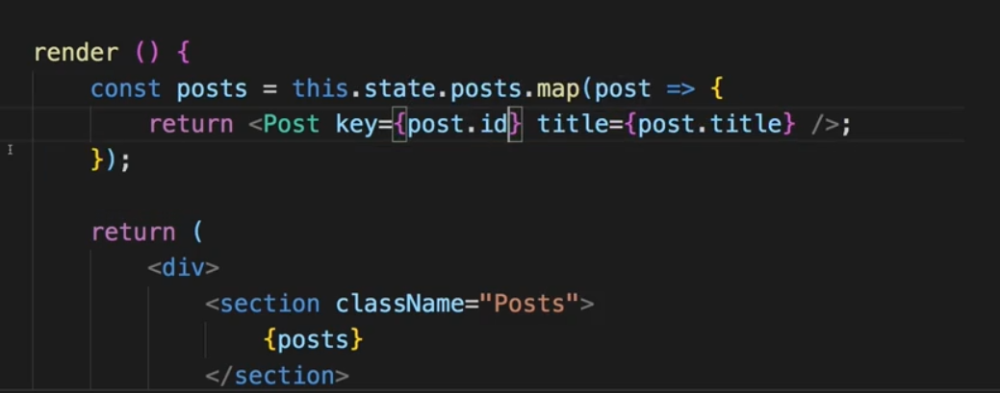 render () {
const posts = this.state.posts.map(post => {
return <Post key={post.id} title={post.title} />;
});
return (
<div>
<section className="Posts">
{posts}
</section>